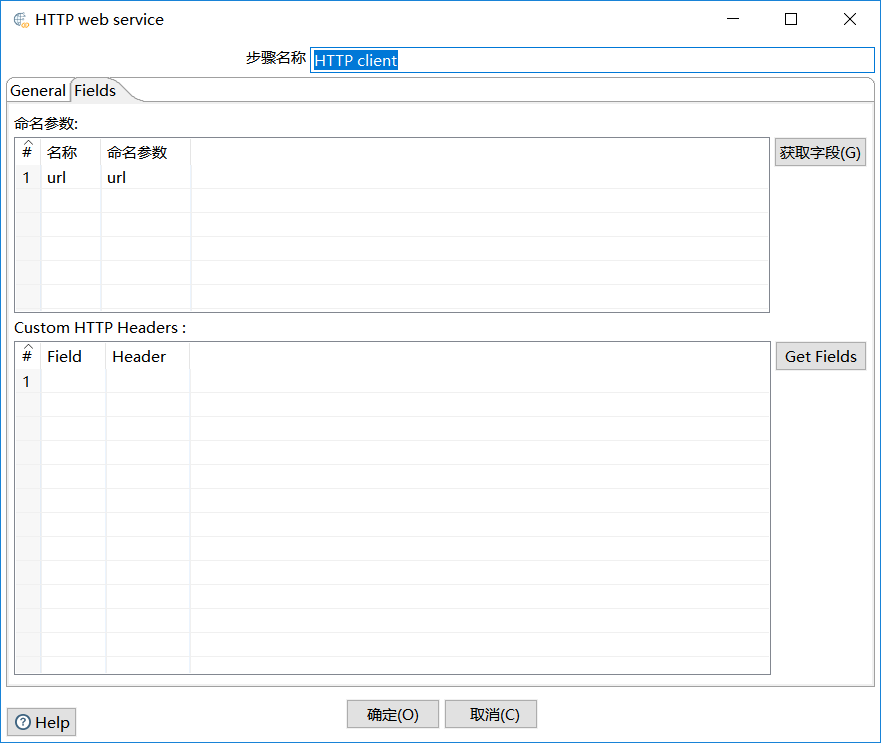 HTTP web service
步骤名称 HTTP client
General Fields
命名参数:
# 名称 命名参数 获取字段(G)
1 url url
Custom HTTP Headers :
# Field Header Get Fields
1
Help 确定(O) 取消(C)